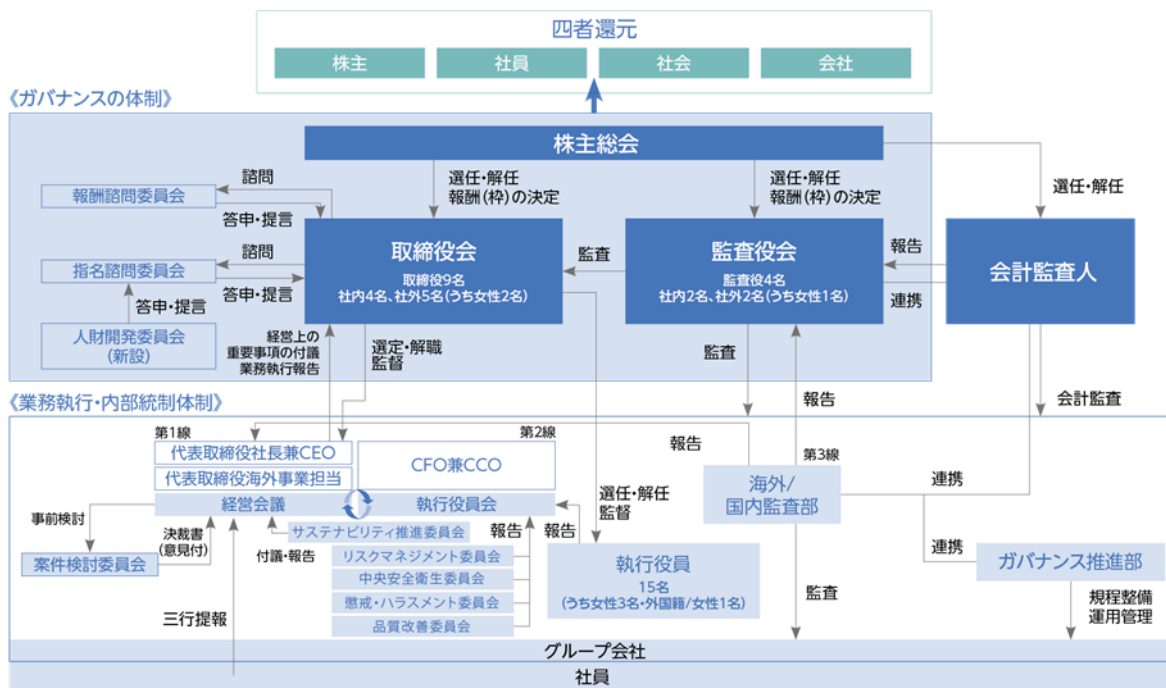 四者還元
株主
社員
社会
会社
《ガバナンスの体制》
株主総会
選任・解任
報酬(枠)の決定
選任・解任
報酬(枠)の決定
選任・解任
報酬諮問委員会
諮問
答申・提言
指名諮問委員会
諮問
答申・提言
答申・提言
人財開発委員会
(新設)
取締役会
取締役9名
社内4名、社外5名(うち女性2名)
監査
監査役会
監査役4名
社内2名、社外2名(うち女性1名)
報告
連携
会計監査人
経営上の
重要事項の付議
業務執行報告
選定・解職
監督
監査
報告
会計監査
《業務執行・内部統制体制》
第1線
代表取締役社長兼CEO
代表取締役海外事業担当
経営会議
第2線
CFO兼CCO
執行役員会
報告
第3線
海外/
国内監査部
連携
連携
ガバナンス推進部
選任・解任
監督
事前検討
決裁書
(意見付)
案件検討委員会
サステナビリティ推進委員会
付議・報告
報告
報告
リスクマネジメント委員会
中央安全衛生委員会
懲戒・ハラスメント委員会
品質改善委員会
執行役員
15名
(うち女性3名・外国籍/女性1名)
監査
規程整備
運用管理
三行提報
グループ会社
社員